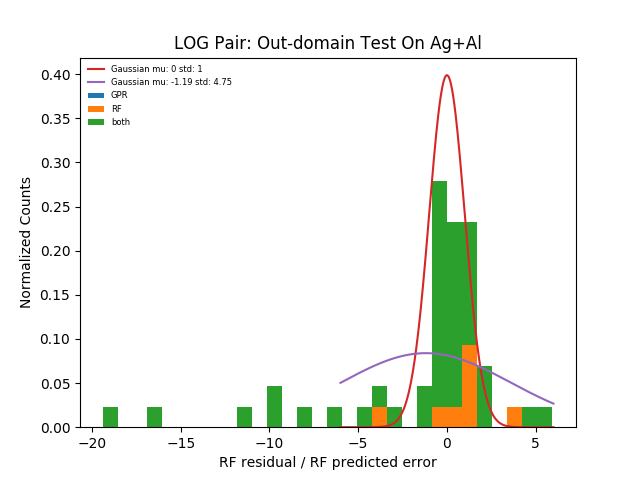 LOG Pair: Out-domain Test On Ag+Al
Gaussian mu: 0 std: 1
Gaussian mu: -1.19 std: 4.75
GPR
RF
both
Normalized Counts
0.40
0.35
0.30
0.25
0.20
0.15
0.10
0.05
0.00
−20 −15 −10 −5 0 5
RF residual / RF predicted error